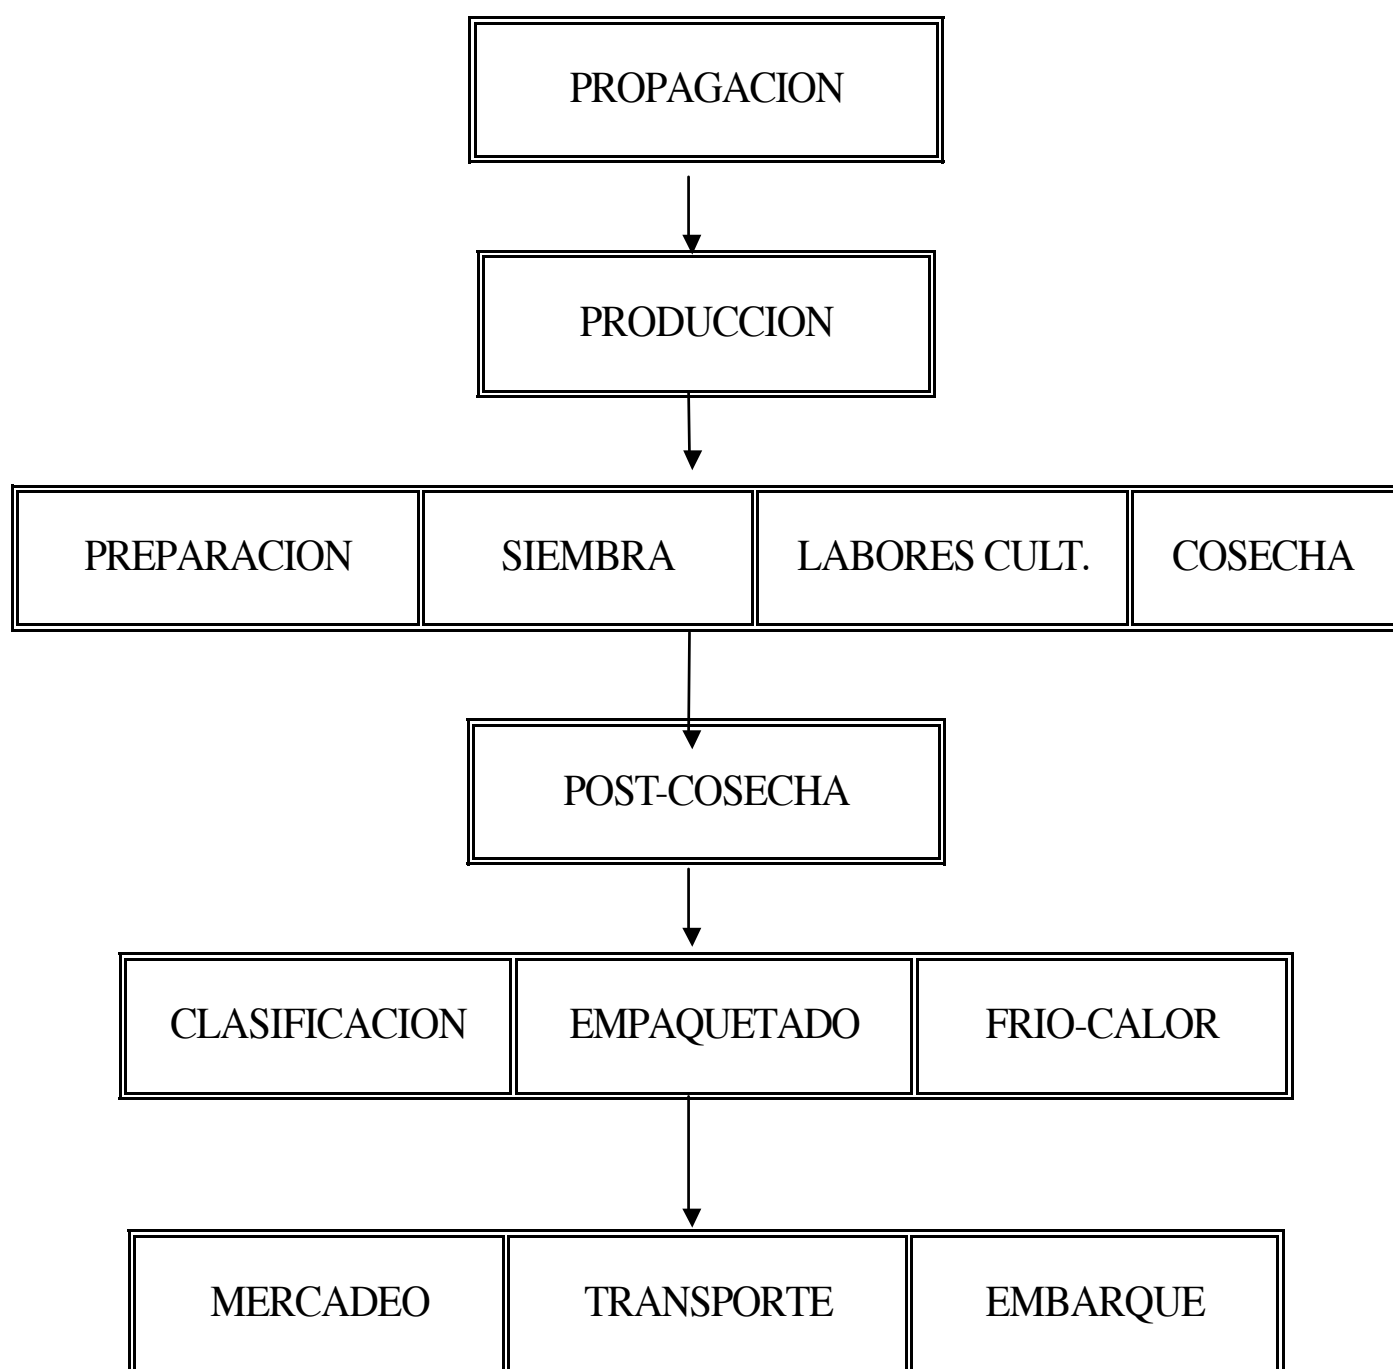 PROPAGACION
PRODUCCION
PREPARACION SIEMBRA LABORES CULT. COSECHA
POST-COSECHA
CLASIFICACION EMPAQUETADO FRIO-CALOR
MERCADEO TRANSPORTE EMBARQUE